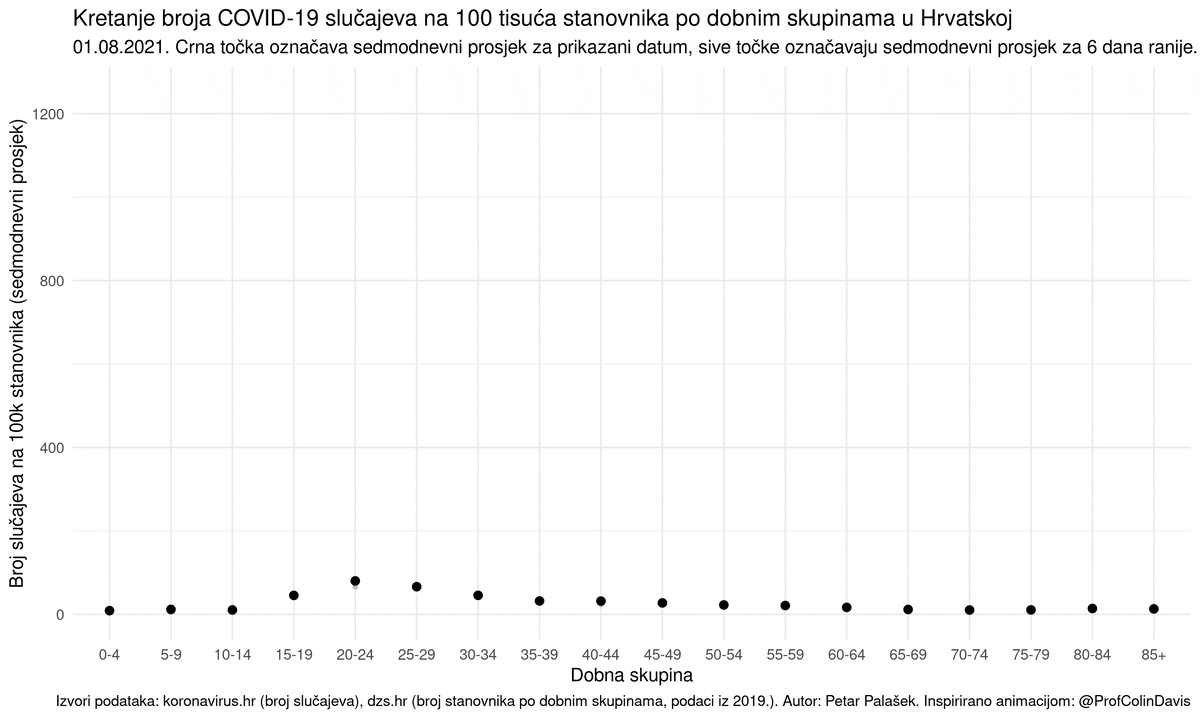 Kretanje broja COVID-19 slučajeva na 100 tisuća stanovnika po dobnim skupinama u Hrvatskoj
01.08.2021. Crna točka označava sedmodnevni prosjek za prikazani datum, sive točke označavaju sedmodnevni prosjek za 6 dana ranije.
Broj slučajeva na 100k stanovnika (sedmodnevni prosjek)
1200
800
400
0
0-4 5-9 10-14 15-19 20-24 25-29 30-34 35-39 40-44 45-49 50-54 55-59 60-64 65-69 70-74 75-79 80-84 85+
Dobna skupina
Izvori podataka: koronavirus.hr (broj slučajeva), dzs.hr (broj stanovnika po dobnim skupinama, podaci iz 2019.). Autor: Petar Palašek. Inspirirano animacijom: @ProfColinDavis